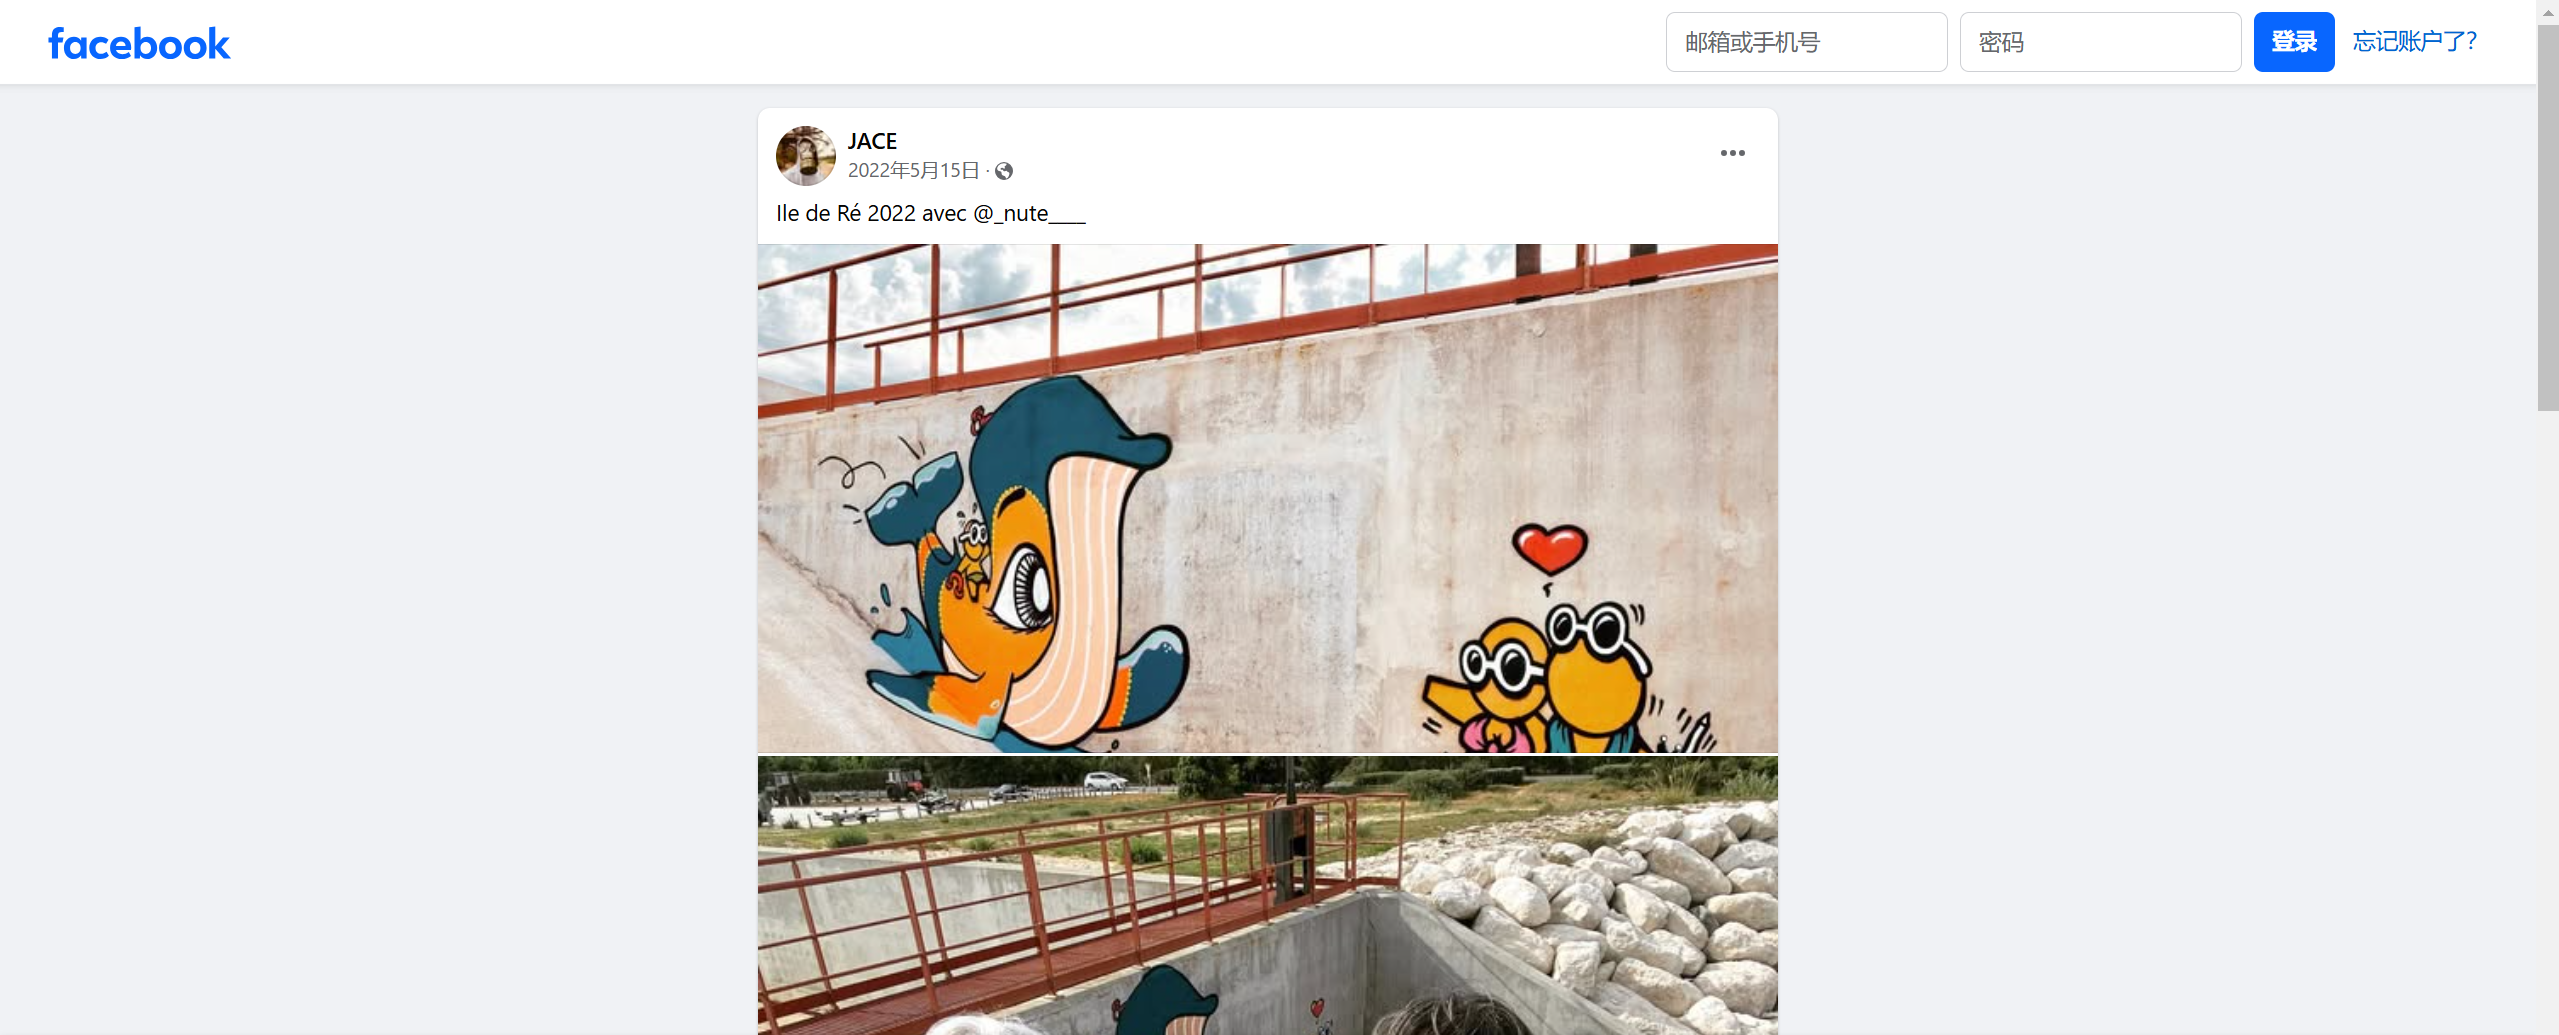 facebook
邮箱或手机号
密码
登录
忘记账户了？
JACE
2022年5月15日 ·
Ile de Ré 2022 avec @_nute____